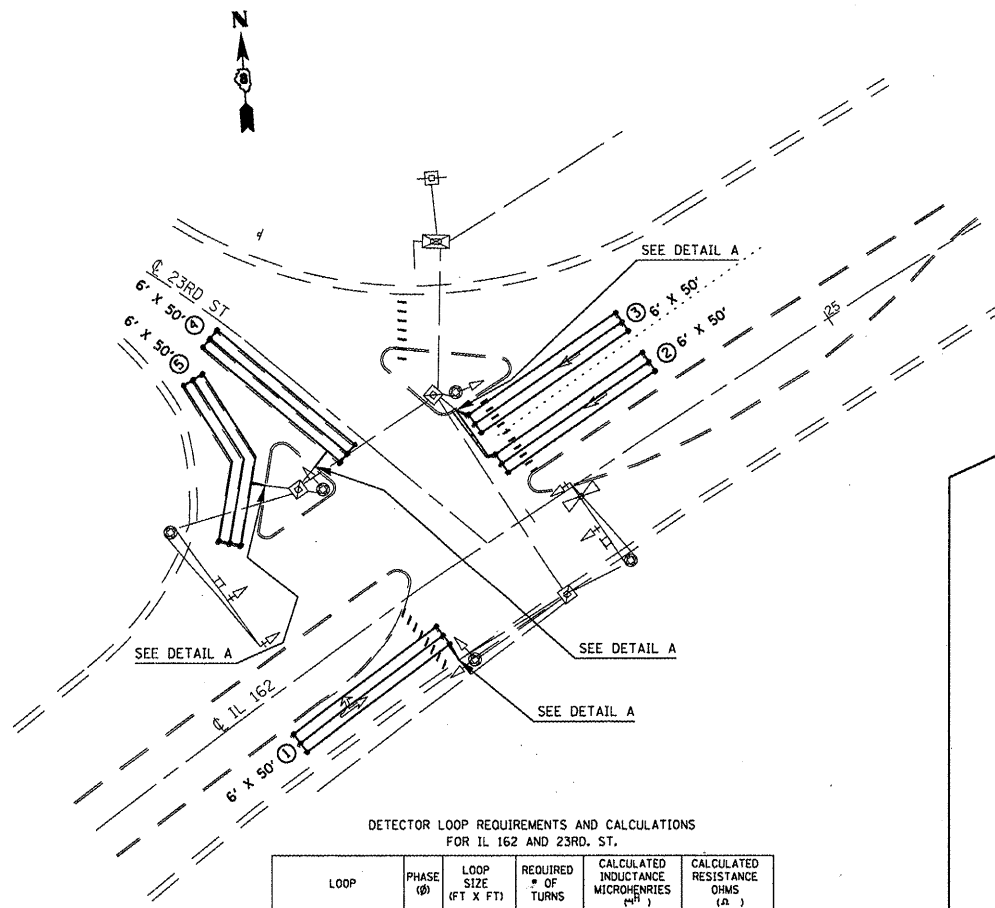 N
SEE DETAIL A
℄ 23RD ST
6' X 50' ④
6' X 50' ⑤
③ 6' X 50'
② 6' X 50'
125
SEE DETAIL A
SEE DETAIL A
℄ IL 162
SEE DETAIL A
6' X 50' ①
DETECTOR LOOP REQUIREMENTS AND CALCULATIONS
FOR IL 162 AND 23RD. ST.
LOOP
PHASE
(Ø)
LOOP
SIZE
(FT X FT)
REQUIRED
# OF
TURNS
CALCULATED
INDUCTANCE
MICROHENRIES
(μH)
CALCULATED
RESISTANCE
OHMS
(Ω)